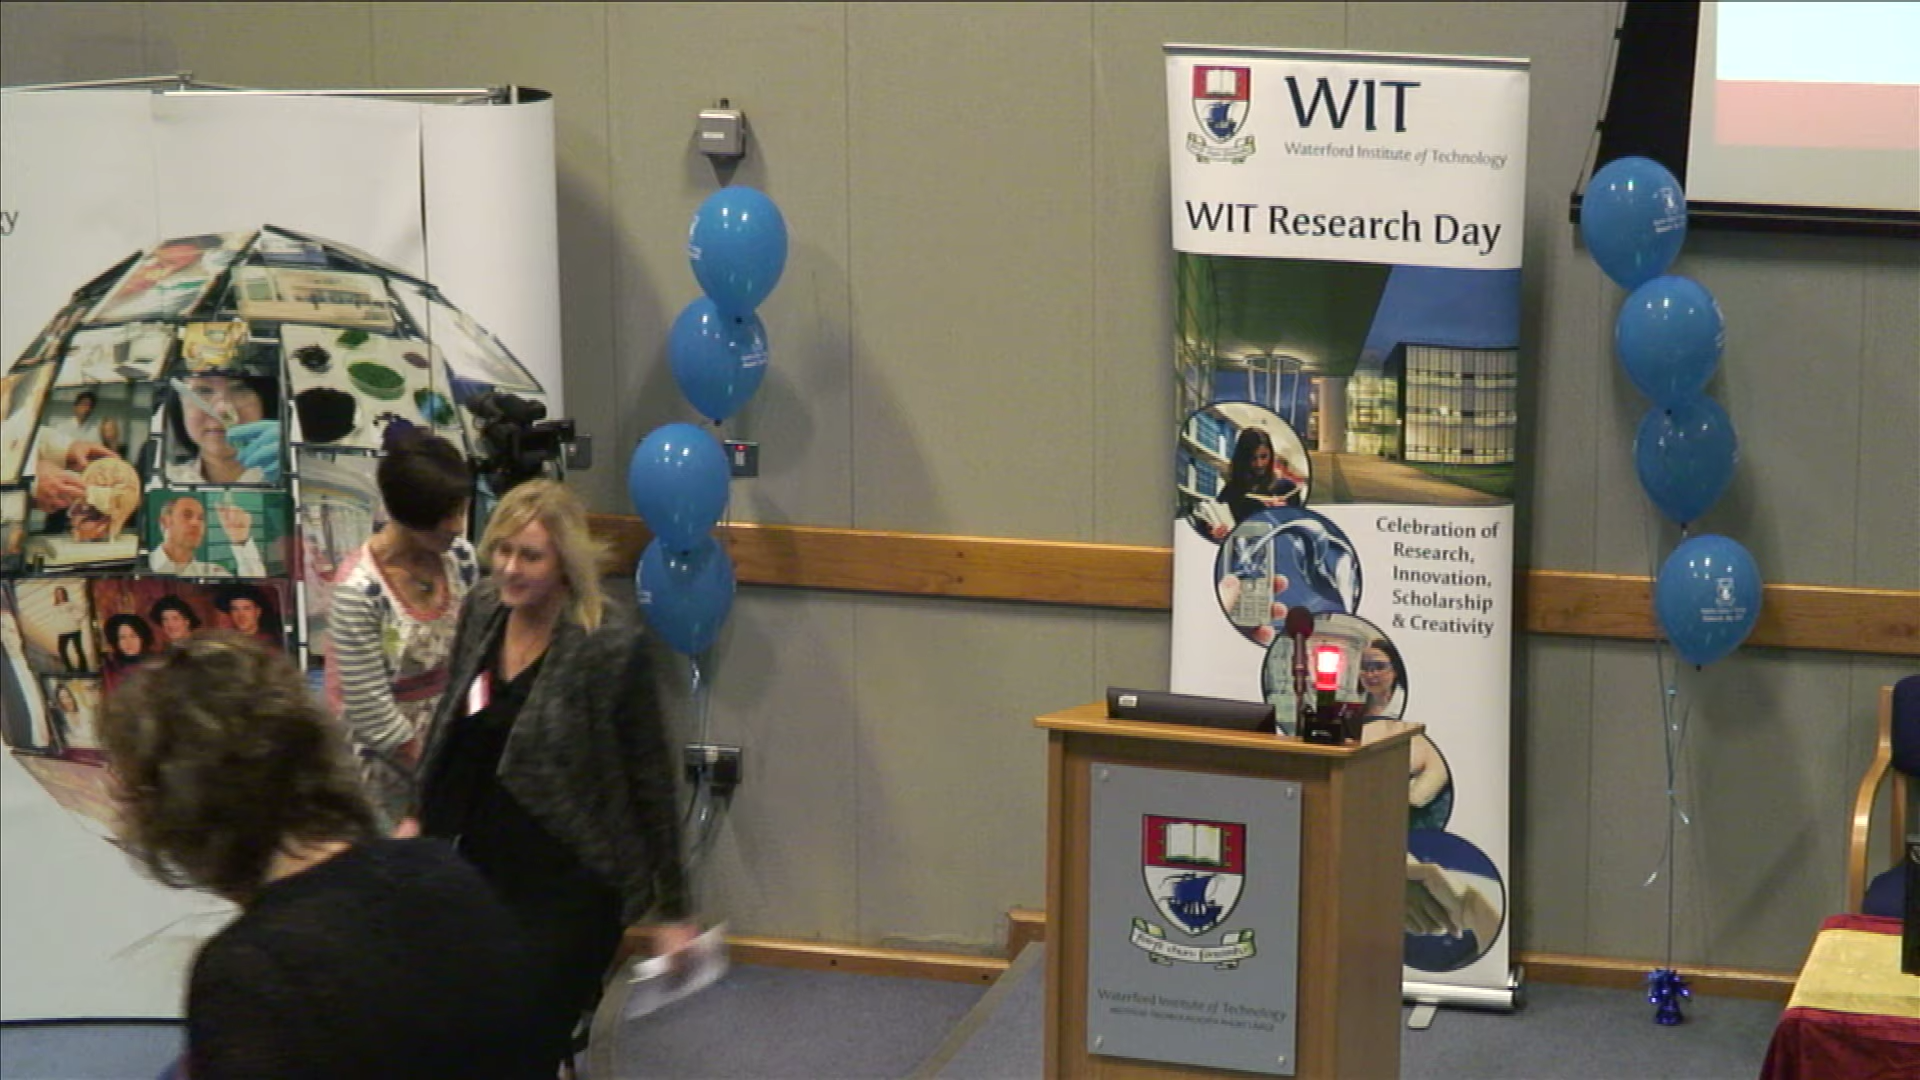 y
WIT
Waterford Institute of Technology
WIT Research Day
Celebration of
Research,
Innovation,
Scholarship
& Creativity
Waterford Institute of Technology